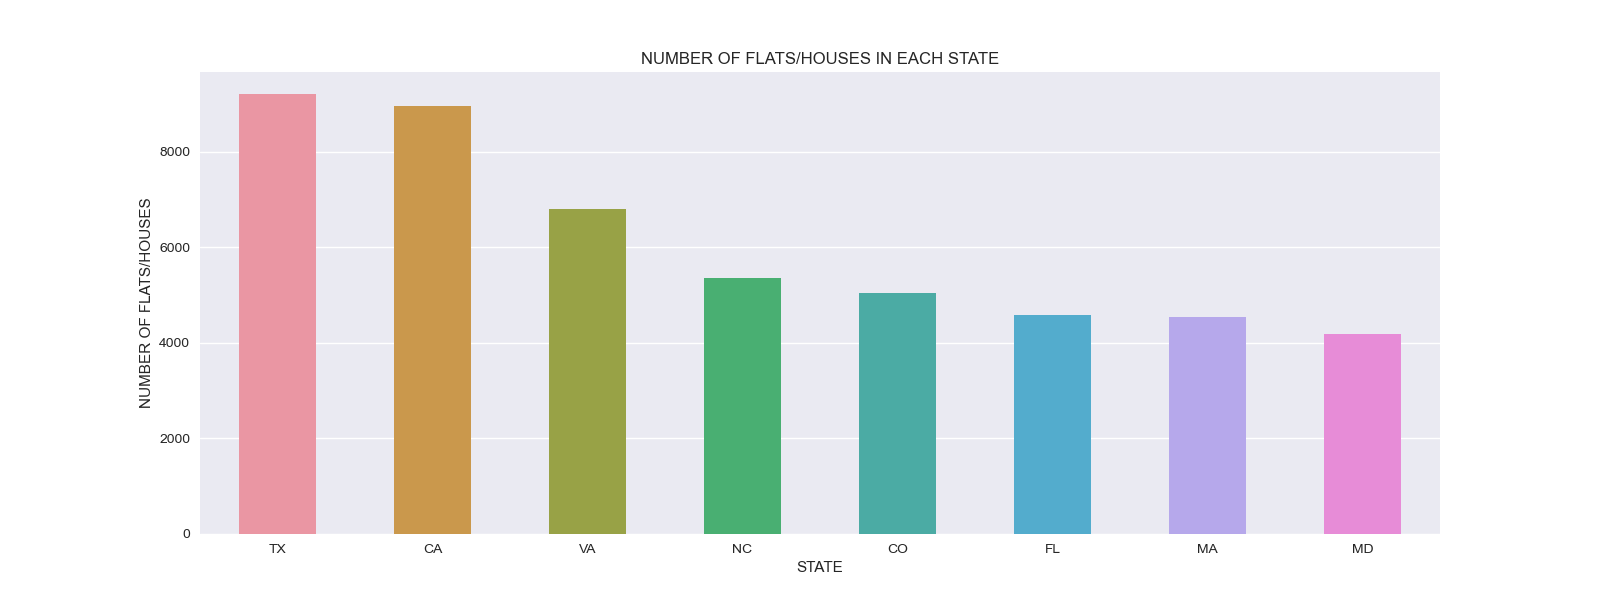 NUMBER OF FLATS/HOUSES IN EACH STATE
NUMBER OF FLATS/HOUSES
8000
6000
4000
2000
0
TX CA VA NC CO FL MA MD
STATE